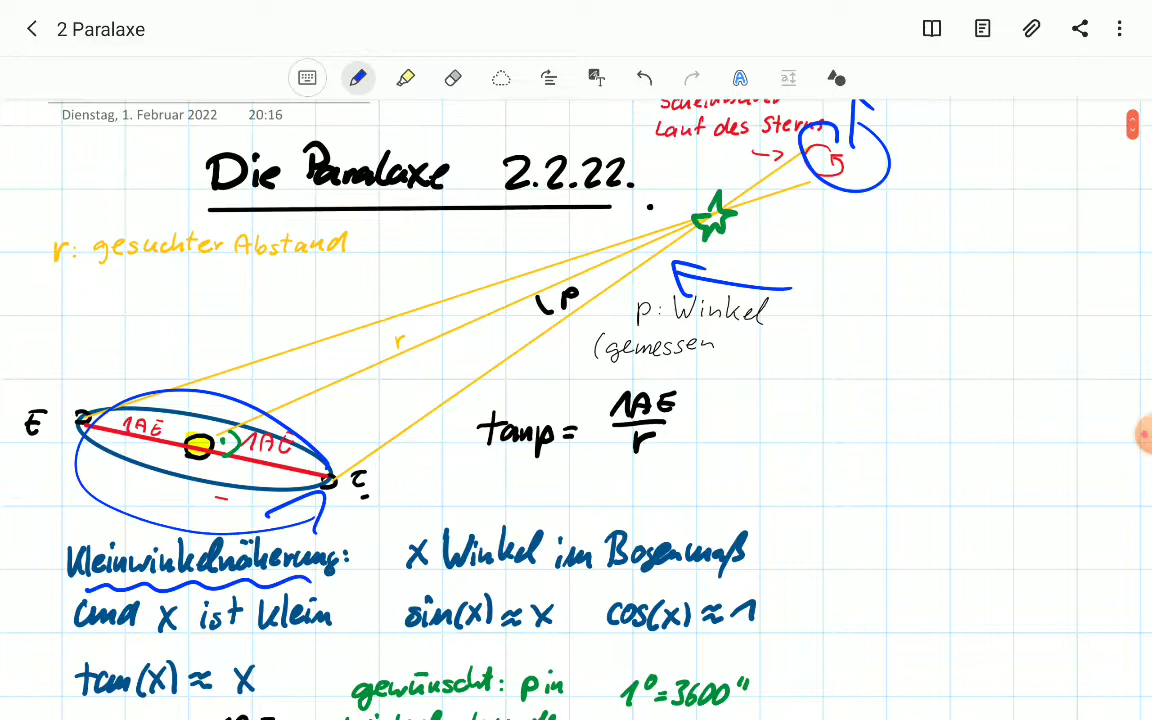 2 Paralaxe
Dienstag, 1. Februar 2022 20:16
Lauf des Sterns
Die Paralaxe 2.2.22.
r: gesuchter Abstand
p
p: Winkel
(gemessen
r
E
1AE
1AE
tanp = 1AE
r
Kleinwinkelnäherung: x Winkel im Bogenmaß
und x ist klein sin(x) ≈ x cos(x) ≈ 1
tan(x) ≈ x gewünscht: p in 1° = 3600"